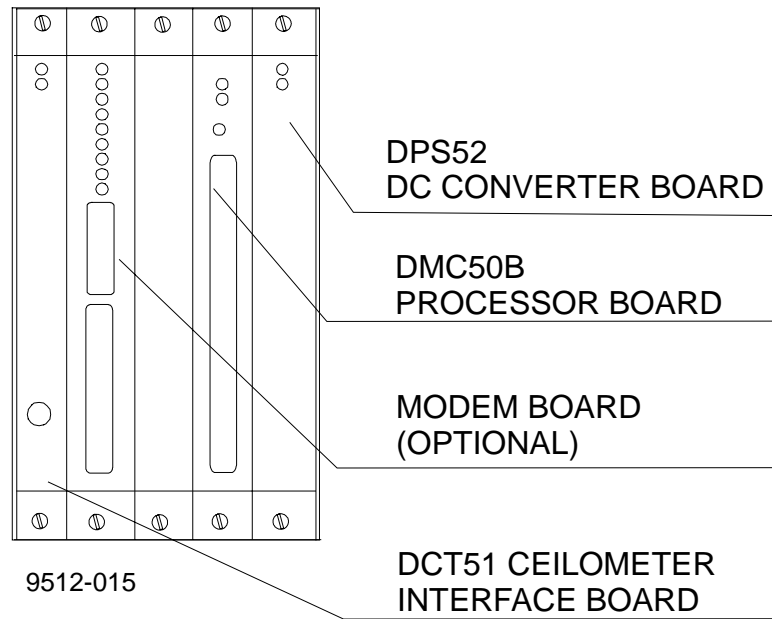 DPS52
DC CONVERTER BOARD
DMC50B
PROCESSOR BOARD
MODEM BOARD
(OPTIONAL)
DCT51 CEILOMETER
INTERFACE BOARD
9512-015